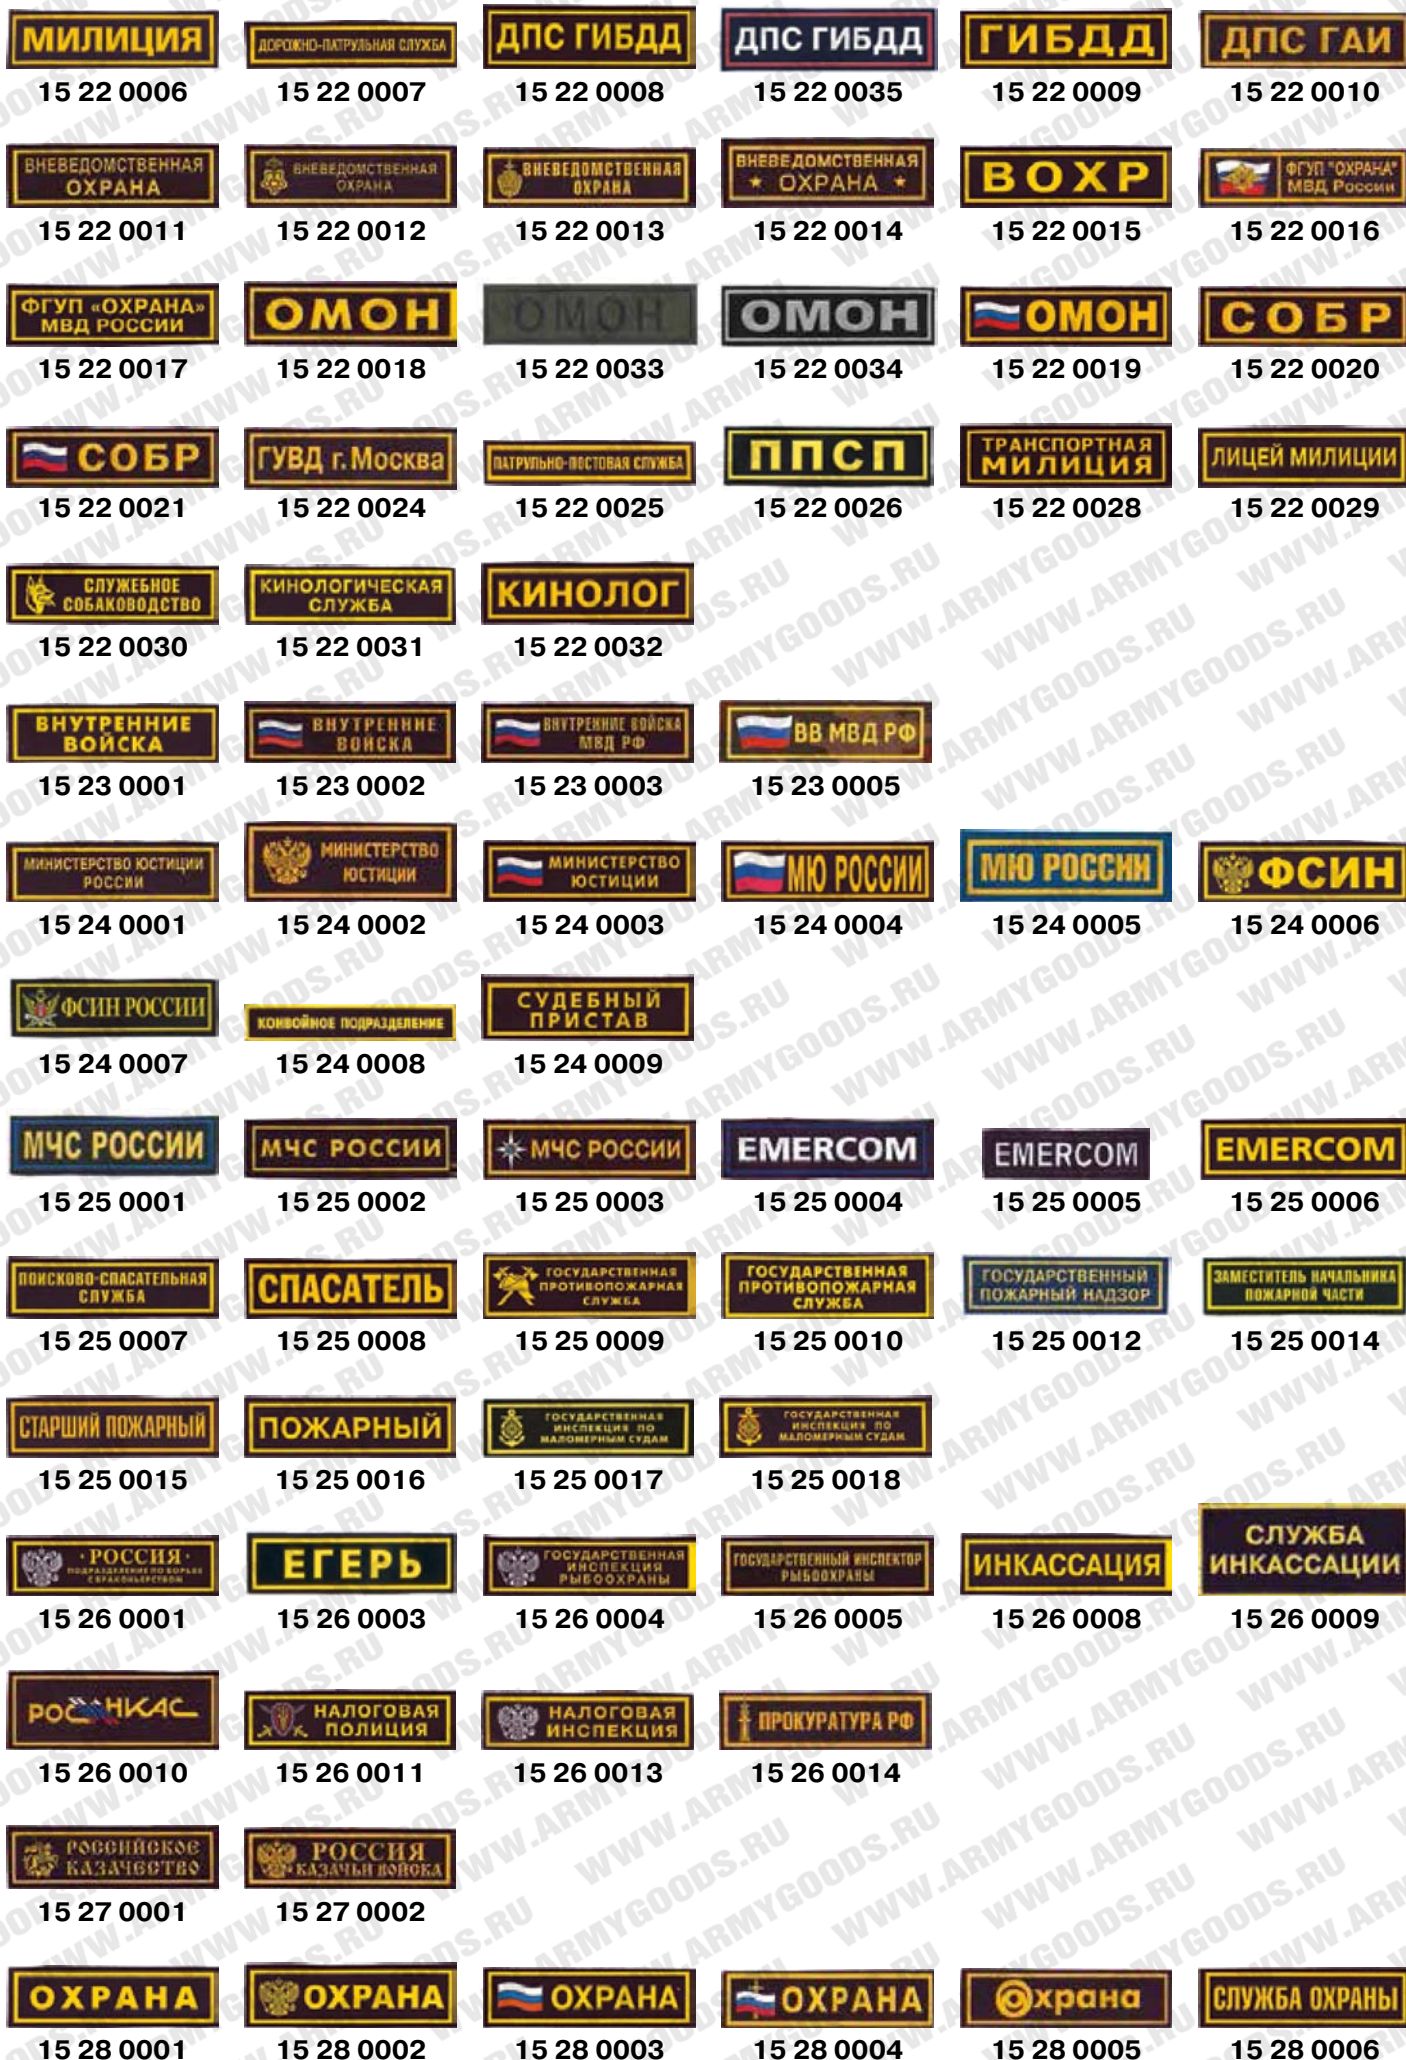 МИЛИЦИЯ
ДОРОЖНО-ПАТРУЛЬНАЯ СЛУЖБА
ДПС ГИБДД
ДПС ГИБДД
ГИБДД
ДПС ГАИ
15 22 0006
15 22 0007
15 22 0008
15 22 0035
15 22 0009
15 22 0010
ВНЕВЕДОМСТВЕННАЯ
ОХРАНА
ВНЕВЕДОМСТВЕННАЯ
ОХРАНА
ВНЕВЕДОМСТВЕННАЯ
ОХРАНА
ВНЕВЕДОМСТВЕННАЯ
★ ОХРАНА ★
ВОХР
ФГУП "ОХРАНА"
МВД России
15 22 0011
15 22 0012
15 22 0013
15 22 0014
15 22 0015
15 22 0016
ФГУП «ОХРАНА»
МВД РОССИИ
ОМОН
ОМОН
ОМОН
ОМОН
СОБР
15 22 0017
15 22 0018
15 22 0033
15 22 0034
15 22 0019
15 22 0020
СОБР
ГУВД г.Москва
ПАТРУЛЬНО-ПОСТОВАЯ СЛУЖБА
ППСП
ТРАНСПОРТНАЯ
МИЛИЦИЯ
ЛИЦЕЙ МИЛИЦИИ
15 22 0021
15 22 0024
15 22 0025
15 22 0026
15 22 0028
15 22 0029
СЛУЖЕБНОЕ
СОБАКОВОДСТВО
КИНОЛОГИЧЕСКАЯ
СЛУЖБА
КИНОЛОГ
15 22 0030
15 22 0031
15 22 0032
ВНУТРЕННИЕ
ВОЙСКА
ВНУТРЕННИЕ
ВОЙСКА
ВНУТРЕННИЕ ВОЙСКА
МВД РФ
ВВ МВД РФ
15 23 0001
15 23 0002
15 23 0003
15 23 0005
МИНИСТЕРСТВО ЮСТИЦИИ
РОССИИ
МИНИСТЕРСТВО
ЮСТИЦИИ
МИНИСТЕРСТВО
ЮСТИЦИИ
МЮ РОССИИ
МЮ РОССИИ
ФСИН
15 24 0001
15 24 0002
15 24 0003
15 24 0004
15 24 0005
15 24 0006
ФСИН РОССИИ
КОНВОЙНОЕ ПОДРАЗДЕЛЕНИЕ
СУДЕБНЫЙ
ПРИСТАВ
15 24 0007
15 24 0008
15 24 0009
МЧС РОССИИ
МЧС РОССИИ
МЧС РОССИИ
EMERCOM
EMERCOM
EMERCOM
15 25 0001
15 25 0002
15 25 0003
15 25 0004
15 25 0005
15 25 0006
ПОИСКОВО-СПАСАТЕЛЬНАЯ
СЛУЖБА
СПАСАТЕЛЬ
ГОСУДАРСТВЕННАЯ
ПРОТИВОПОЖАРНАЯ
СЛУЖБА
ГОСУДАРСТВЕННАЯ
ПРОТИВОПОЖАРНАЯ
СЛУЖБА
ГОСУДАРСТВЕННЫЙ
ПОЖАРНЫЙ НАДЗОР
ЗАМЕСТИТЕЛЬ НАЧАЛЬНИКА
ПОЖАРНОЙ ЧАСТИ
15 25 0007
15 25 0008
15 25 0009
15 25 0010
15 25 0012
15 25 0014
СТАРШИЙ ПОЖАРНЫЙ
ПОЖАРНЫЙ
ГОСУДАРСТВЕННАЯ
ИНСПЕКЦИЯ ПО
МАЛОМЕРНЫМ СУДАМ
ГОСУДАРСТВЕННАЯ
ИНСПЕКЦИЯ ПО
МАЛОМЕРНЫМ СУДАМ
15 25 0015
15 25 0016
15 25 0017
15 25 0018
· РОССИЯ ·
ПОДРАЗДЕЛЕНИЕ ПО БОРЬБЕ
С БРАКОНЬЕРСТВОМ
ЕГЕРЬ
ГОСУДАРСТВЕННАЯ
ИНСПЕКЦИЯ
РЫБООХРАНЫ
ГОСУДАРСТВЕННЫЙ ИНСПЕКТОР
РЫБООХРАНЫ
ИНКАССАЦИЯ
СЛУЖБА
ИНКАССАЦИИ
15 26 0001
15 26 0003
15 26 0004
15 26 0005
15 26 0008
15 26 0009
РОСИНКАС
НАЛОГОВАЯ
ПОЛИЦИЯ
НАЛОГОВАЯ
ИНСПЕКЦИЯ
ПРОКУРАТУРА РФ
15 26 0010
15 26 0011
15 26 0013
15 26 0014
РОССИЙСКОЕ
КАЗАЧЕСТВО
РОССИЯ
КАЗАЧЬИ ВОЙСКА
15 27 0001
15 27 0002
ОХРАНА
ОХРАНА
ОХРАНА
ОХРАНА
Охрана
СЛУЖБА ОХРАНЫ
15 28 0001
15 28 0002
15 28 0003
15 28 0004
15 28 0005
15 28 0006
WWW.ARMYGOODS.RU